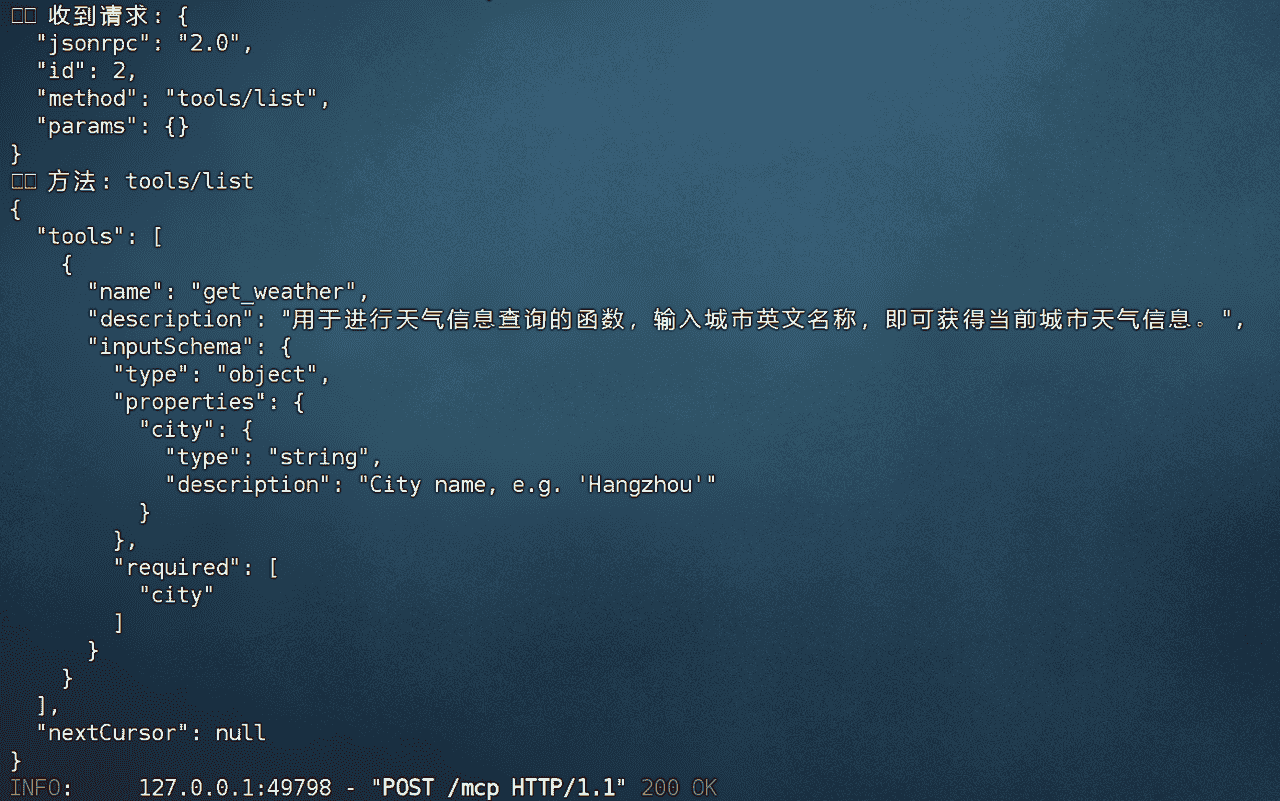 收到请求: {
  "jsonrpc": "2.0",
  "id": 2,
  "method": "tools/list",
  "params": {}
}
方法: tools/list
{
  "tools": [
    {
      "name": "get_weather",
      "description": "用于进行天气信息查询的函数，输入城市英文名称，即可获得当前城市天气信息。",
      "inputSchema": {
        "type": "object",
        "properties": {
          "city": {
            "type": "string",
            "description": "City name, e.g. 'Hangzhou'"
          }
        },
        "required": [
          "city"
        ]
      }
    }
  ],
  "nextCursor": null
}
INFO:     127.0.0.1:49798 - "POST /mcp HTTP/1.1" 200 OK